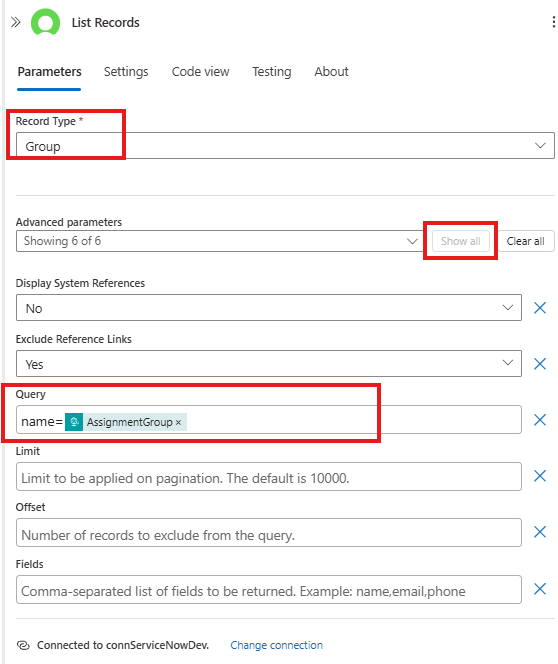 List Records
Parameters Settings Code view Testing About
Record Type *
Group
Advanced parameters
Showing 6 of 6 Show all Clear all
Display System References
No
Exclude Reference Links
Yes
Query
name= AssignmentGroup ×
Limit
Limit to be applied on pagination. The default is 10000.
Offset
Number of records to exclude from the query.
Fields
Comma-separated list of fields to be returned. Example: name,email,phone
Connected to connServiceNowDev. Change connection